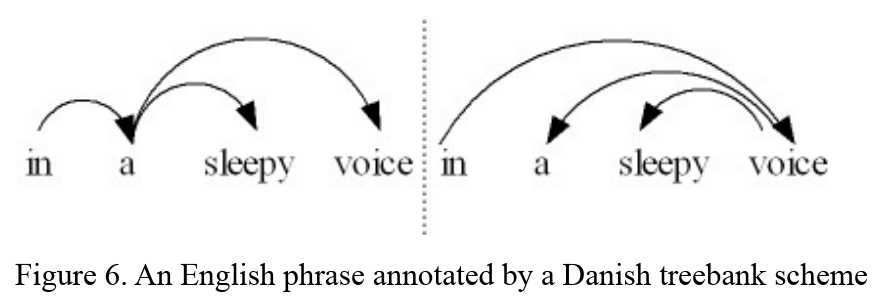 in a sleepy voice in a sleepy voice
Figure 6. An English phrase annotated by a Danish treebank scheme